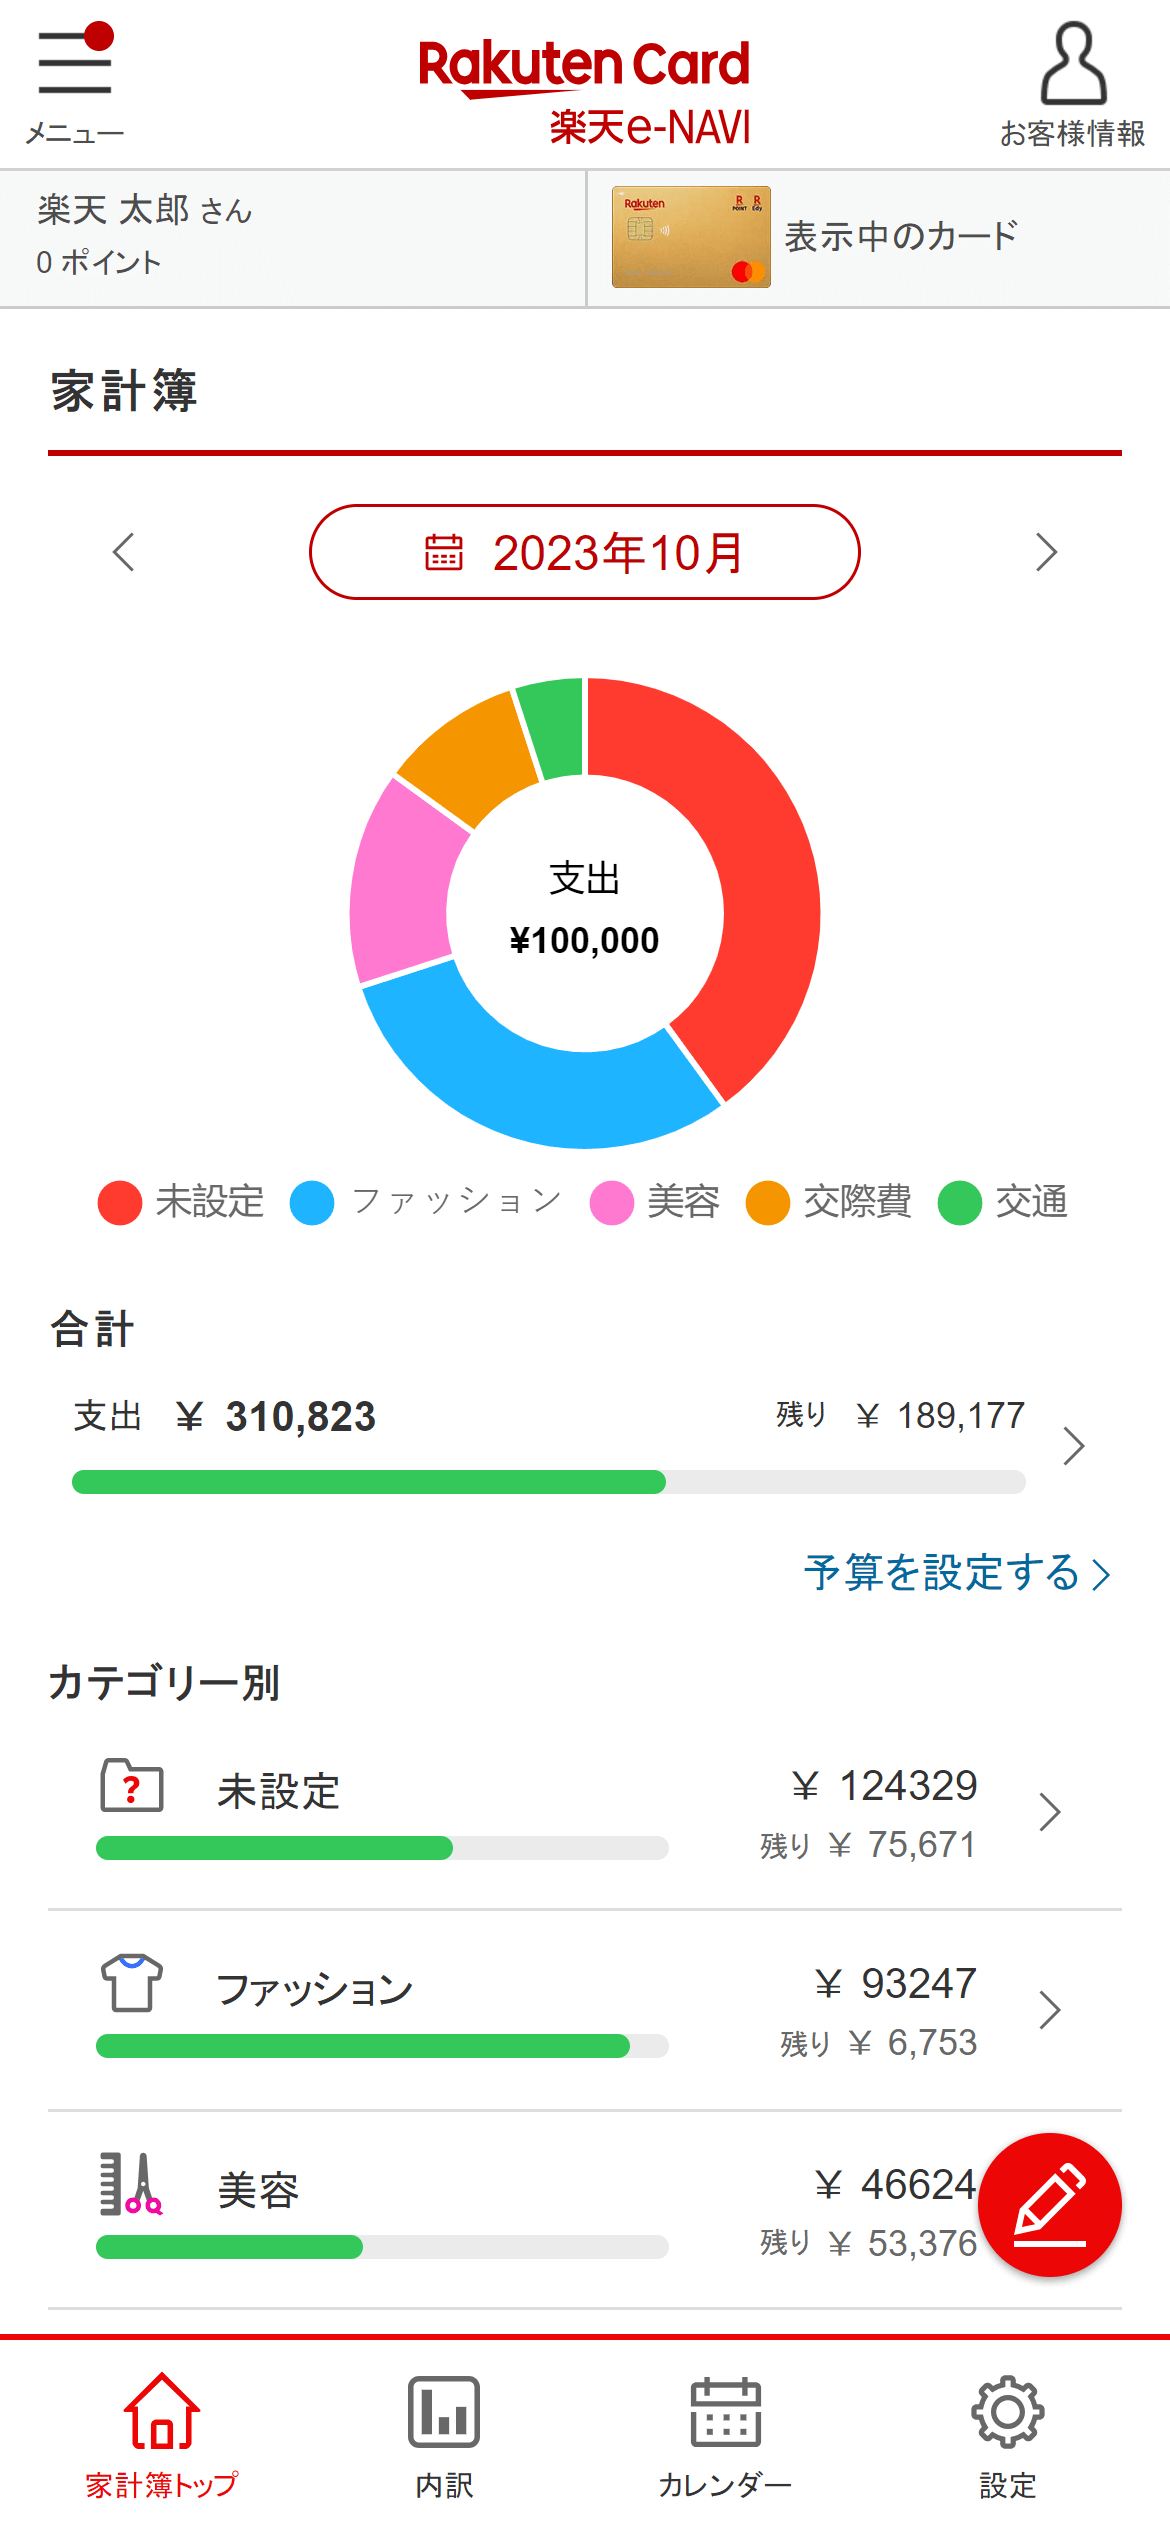 Rakuten Card
メニュー
楽天e-NAVI
お客様情報
楽天 太郎 さん
0 ポイント
Rakuten
R POINT R Edy
表示中のカード
家計簿
2023年10月
支出
¥100,000
未設定 ファッション 美容 交際費 交通
合計
支出 ¥ 310,823 残り ¥ 189,177
予算を設定する
カテゴリー別
未設定 ¥ 124329
残り ¥ 75,671
ファッション ¥ 93247
残り ¥ 6,753
美容 ¥ 46624
残り ¥ 53,376
家計簿トップ 内訳 カレンダー 設定